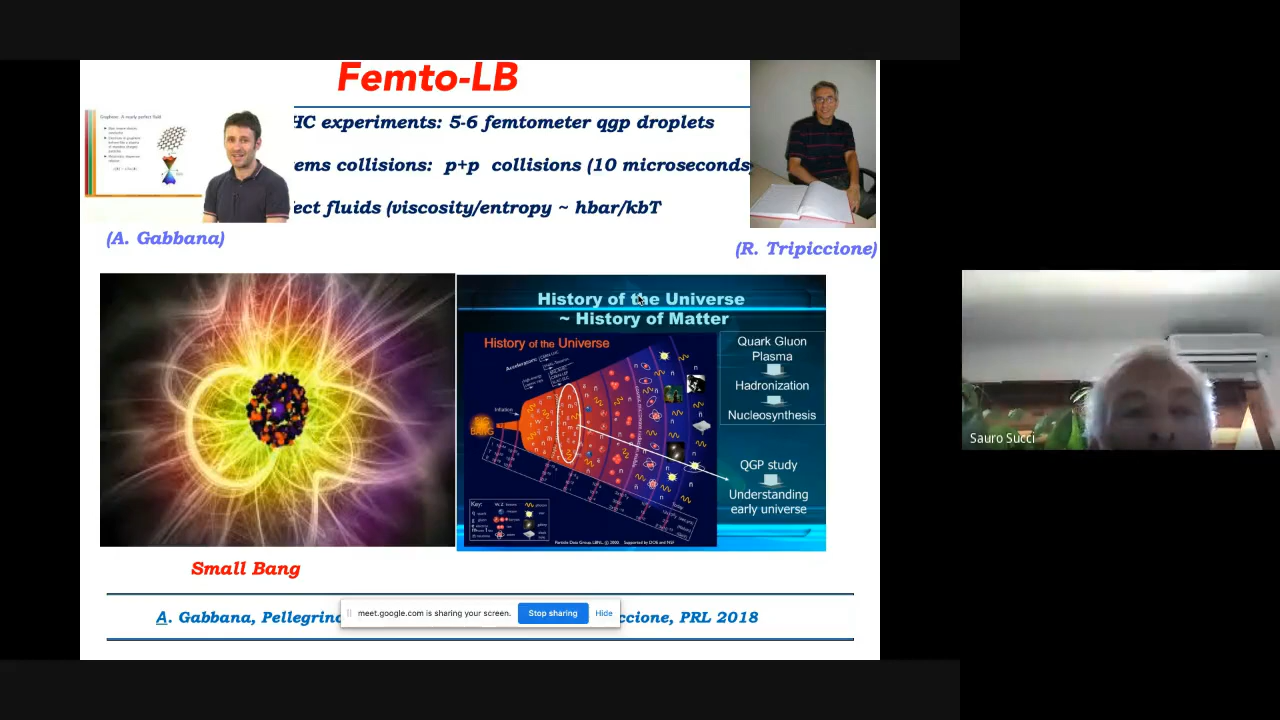 Femto-LB
HC experiments: 5-6 femtometer qgp droplets
ems collisions: p+p collisions (10 microseconds
ect fluids (viscosity/entropy ~ hbar/kbT
(A. Gabbana)
(R. Tripiccione)
History of the Universe
~ History of Matter
History of the Universe
Quark Gluon
Plasma
Hadronization
Nucleosynthesis
Inflation
BANG
Key:
QGP study
Understanding
early universe
Sauro Succi
Small Bang
meet.google.com is sharing your screen.
Stop sharing
Hide
A. Gabbana, Pellegrin
ccione, PRL 2018